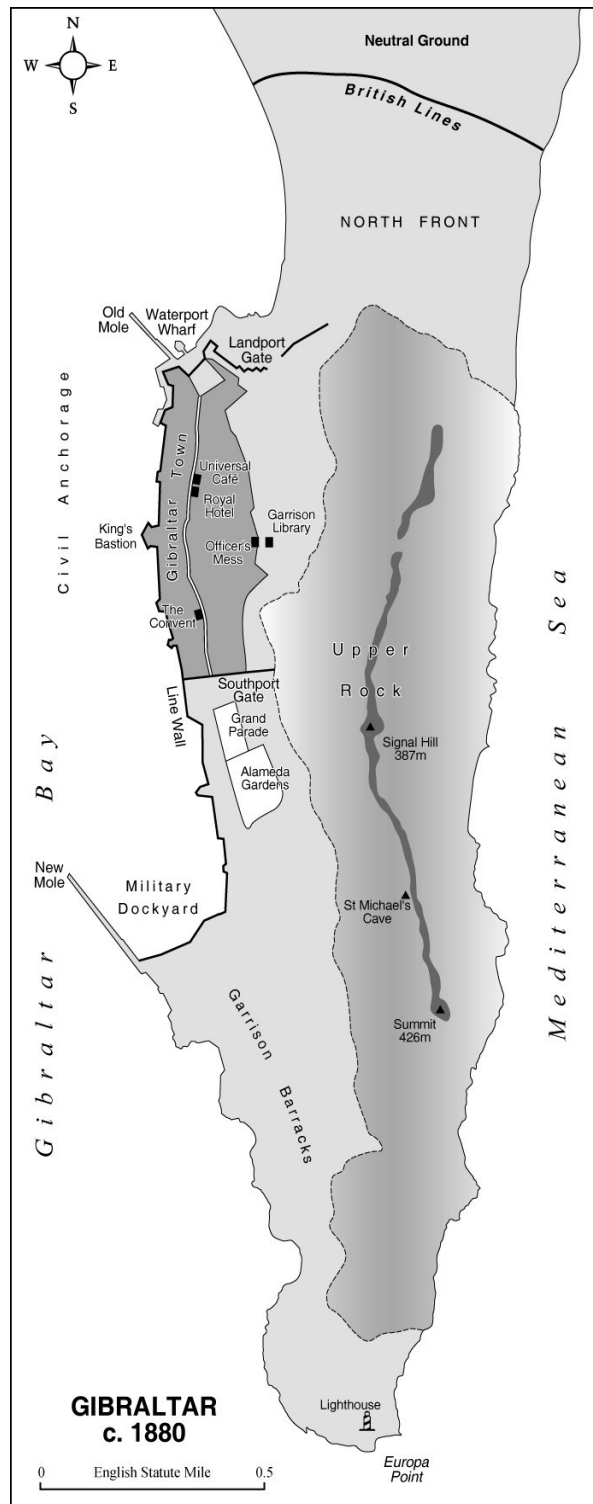 N
W E
S
Neutral Ground
British Lines
NORTH FRONT
Old
Mole
Waterport
Wharf
Landport
Gate
Civil Anchorage
Gibraltar Town
Universal
Café
Royal
Hotel
Garrison
Library
King's
Bastion
Officer's
Mess
The
Convent
Upper
Rock
Mediterranean Sea
Southport
Gate
Line Wall
Grand
Parade
Signal Hill
387m
Alameda
Gardens
Gibraltar Bay
New
Mole
Military
Dockyard
St Michael's
Cave
Garrison Barracks
Summit
426m
GIBRALTAR
c. 1880
Lighthouse
Europa
Point
0 English Statute Mile 0.5